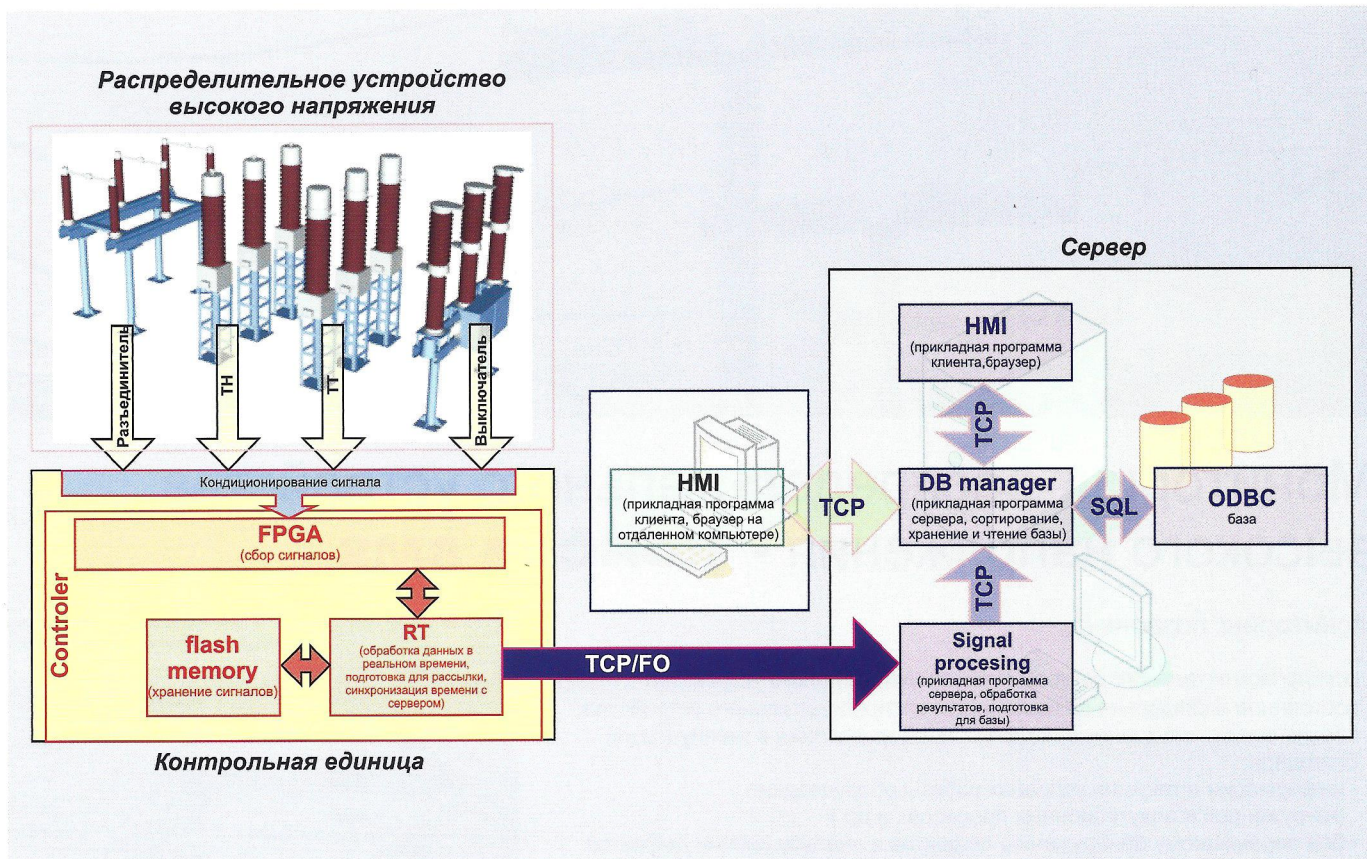 Распределительное устройство
высокого напряжения
Разъединитель
ТН
ТТ
Выключатель
Кондиционирование сигнала
FPGA
(сбор сигналов)
Controler
flash
memory
(хранение сигналов)
RT
(обработка данных в
реальном времени,
подготовка для рассылки,
синхронизация времени с
сервером)
Контрольная единица
TCP/FO
HMI
(прикладная программа
клиента, браузер на
отдаленном компьютере)
TCP
Сервер
HMI
(прикладная программа
клиента,браузер)
TCP
DB manager
(прикладная программа
сервера, сортирование,
хранение и чтение базы)
SQL
ODBC
база
TCP
Signal
procesing
(прикладная программа
сервера, обработка
результатов, подготовка
для базы)